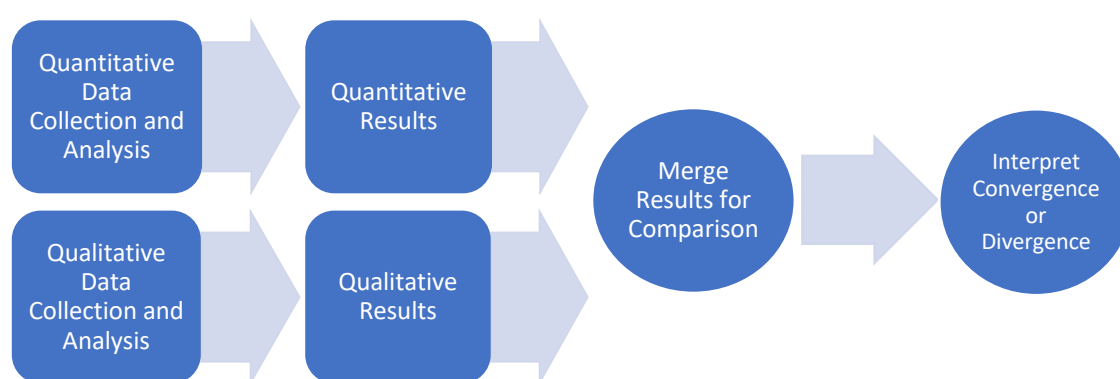 Quantitative
Data
Collection and
Analysis
Quantitative
Results
Qualitative
Data
Collection and
Analysis
Qualitative
Results
Merge
Results for
Comparison
Interpret
Convergence
or
Divergence